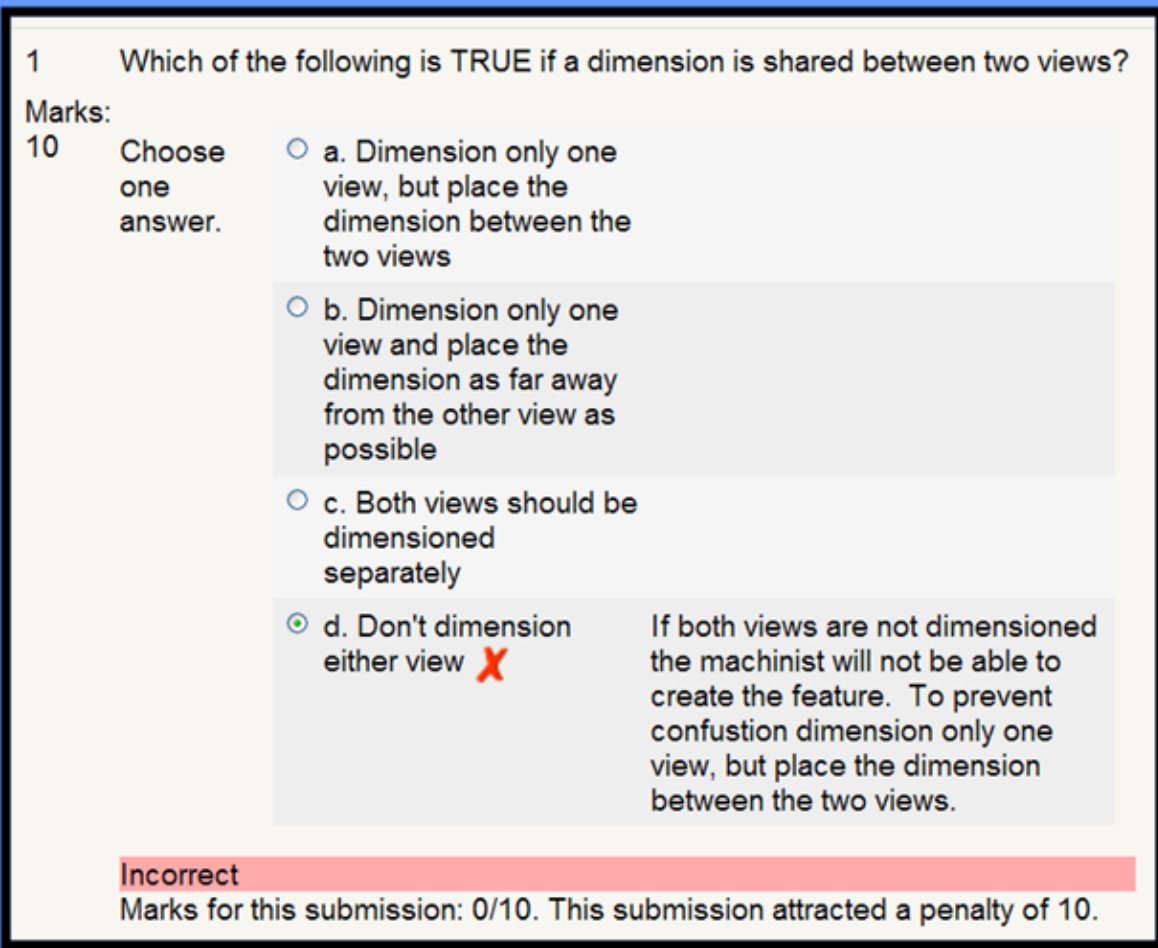 1 Which of the following is TRUE if a dimension is shared between two views?
Marks:
10
Choose
one
answer.
a. Dimension only one
view, but place the
dimension between the
two views
b. Dimension only one
view and place the
dimension as far away
from the other view as
possible
c. Both views should be
dimensioned
separately
d. Don't dimension
either view
If both views are not dimensioned
the machinist will not be able to
create the feature.  To prevent
confustion dimension only one
view, but place the dimension
between the two views.
Incorrect
Marks for this submission: 0/10. This submission attracted a penalty of 10.